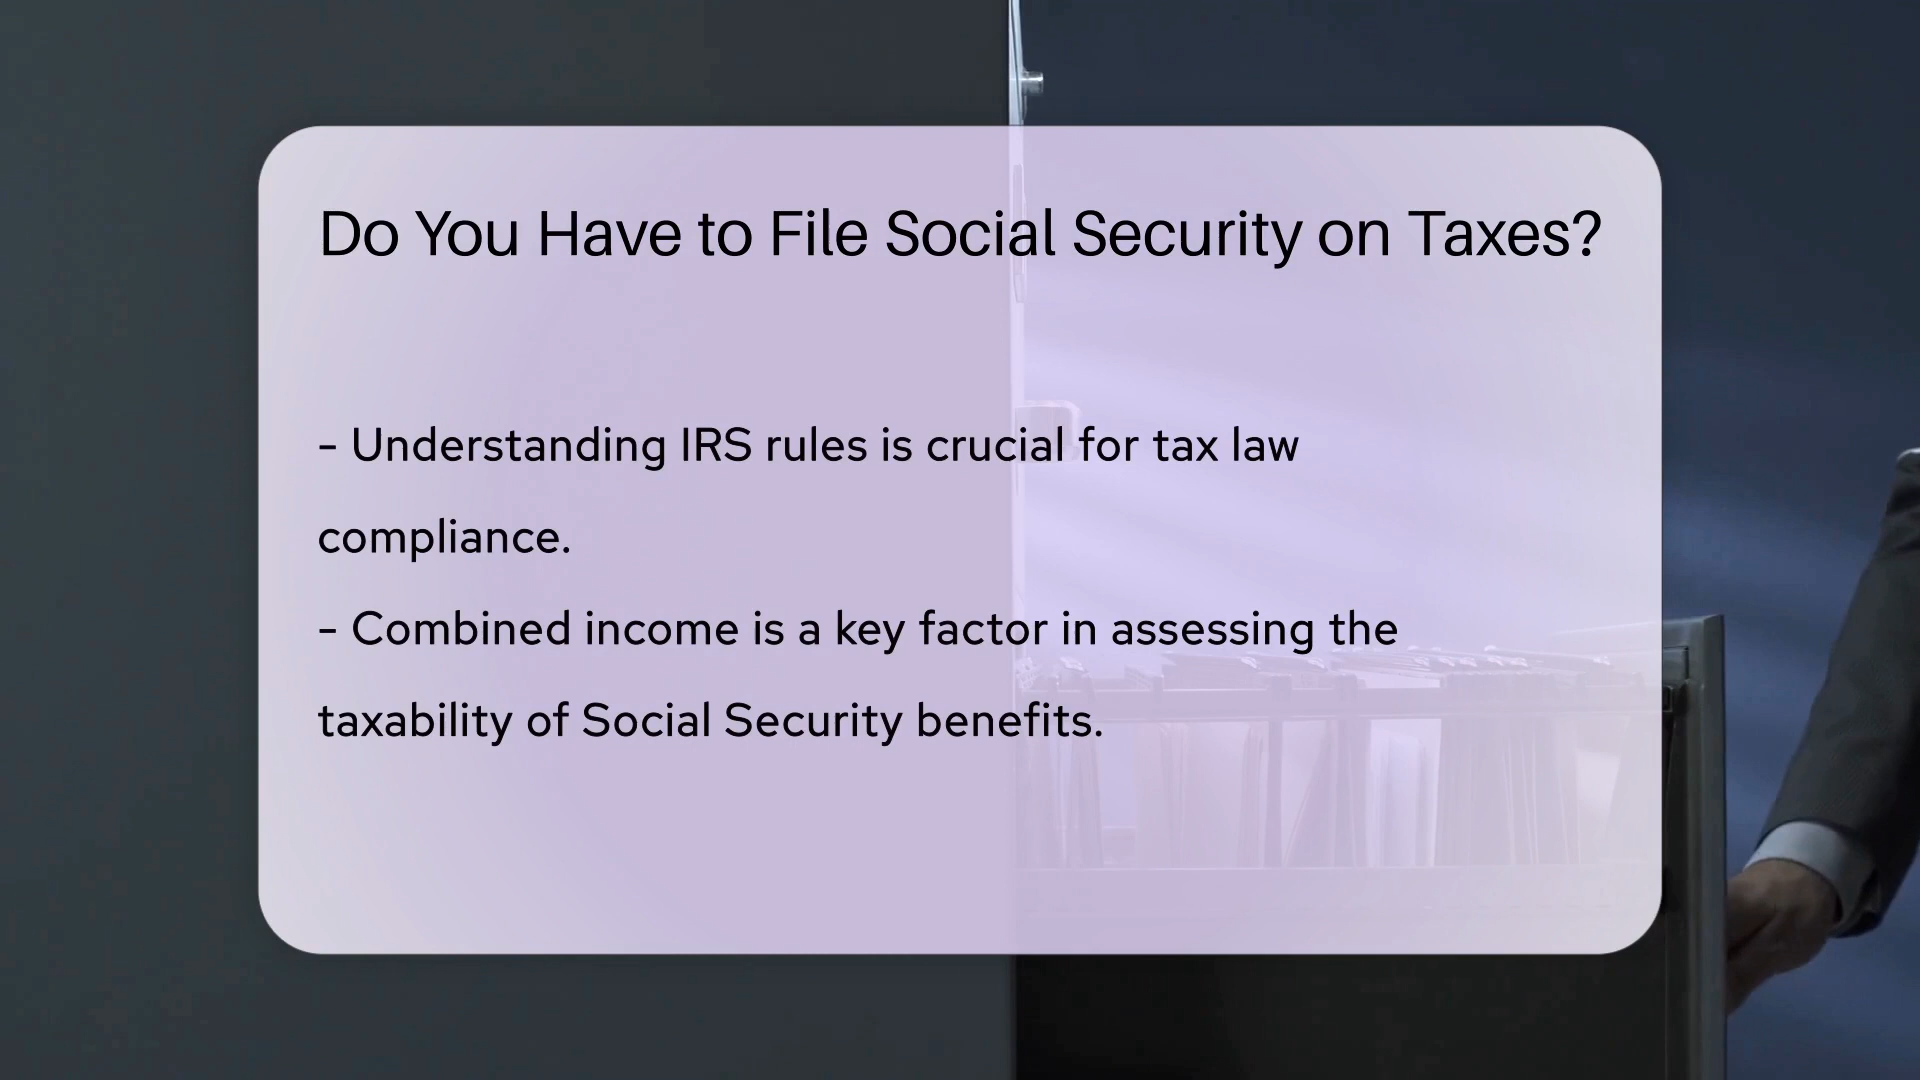 Do You Have to File Social Security on Taxes?
- Understanding IRS rules is crucial for tax law
compliance.
- Combined income is a key factor in assessing the
taxability of Social Security benefits.